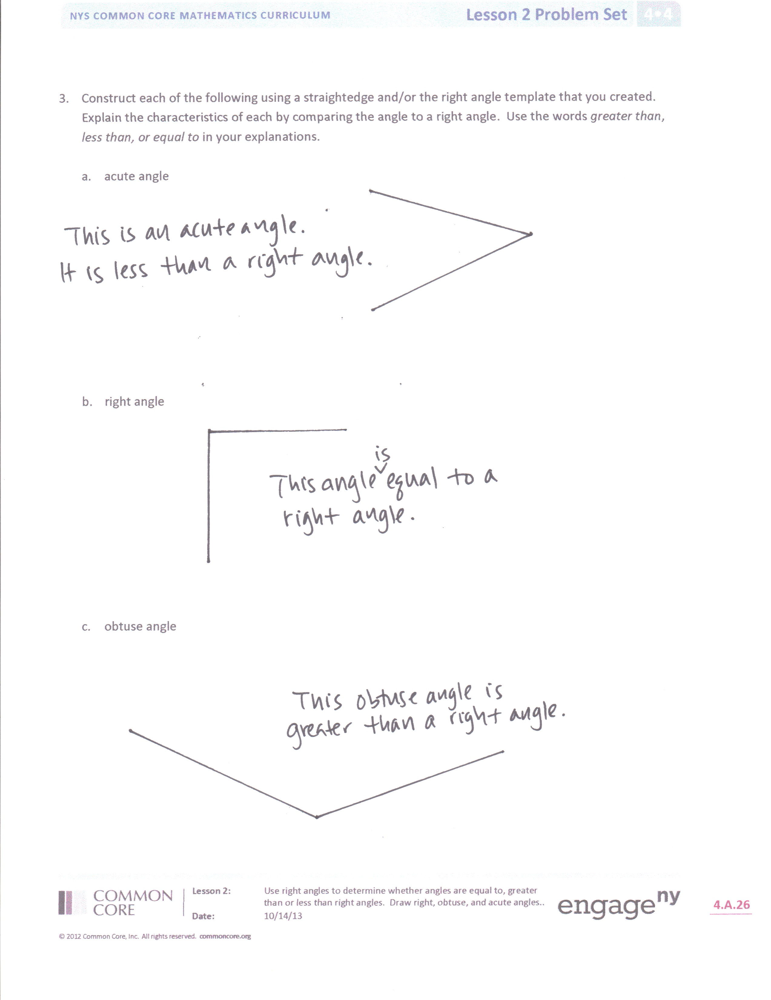 NYS COMMON CORE MATHEMATICS CURRICULUM
Lesson 2 Problem Set
4•4
3. Construct each of the following using a straightedge and/or the right angle template that you created.
Explain the characteristics of each by comparing the angle to a right angle. Use the words greater than,
less than, or equal to in your explanations.
a. acute angle
This is an acute angle.
It is less than a right angle.
b. right angle
is
This angle equal to a
right angle.
c. obtuse angle
This obtuse angle is
greater than a right angle.
COMMON
CORE
Lesson 2:
Use right angles to determine whether angles are equal to, greater
than or less than right angles. Draw right, obtuse, and acute angles..
Date:
10/14/13
engage ny
4.A.26
© 2012 Common Core, Inc. All rights reserved. commoncore.org